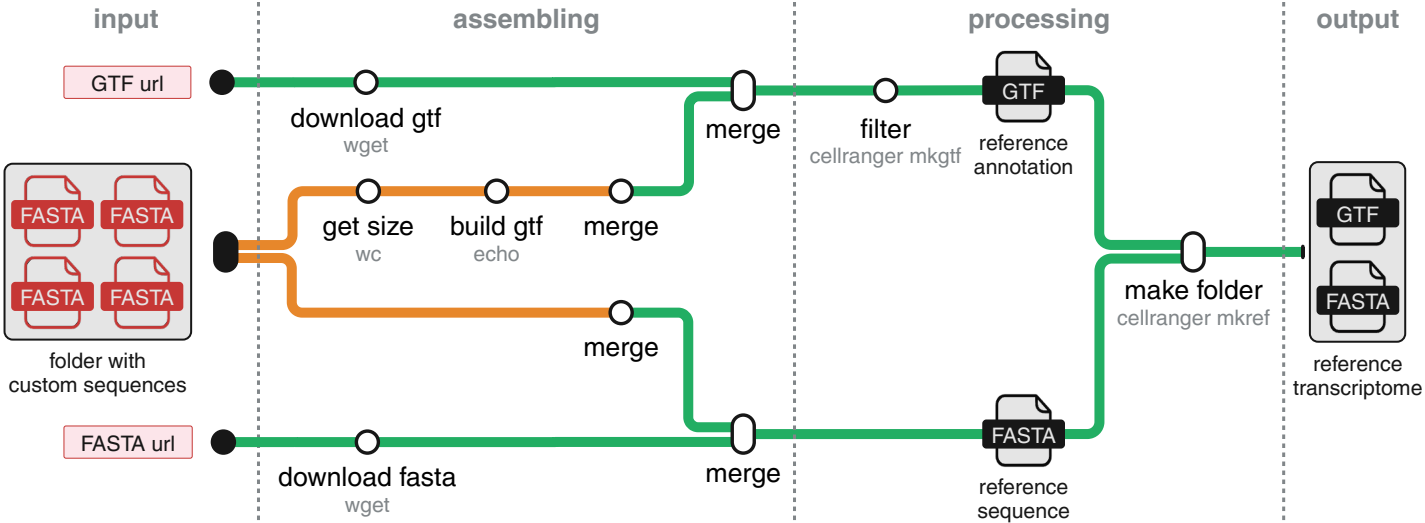 input
assembling
processing
output
GTF url
download gtf
wget
merge
filter
cellranger mkgtf
GTF
reference
annotation
FASTA
FASTA
FASTA
FASTA
folder with
custom sequences
get size
wc
build gtf
echo
merge
merge
make folder
cellranger mkref
GTF
FASTA
reference
transcriptome
FASTA url
download fasta
wget
merge
FASTA
reference
sequence